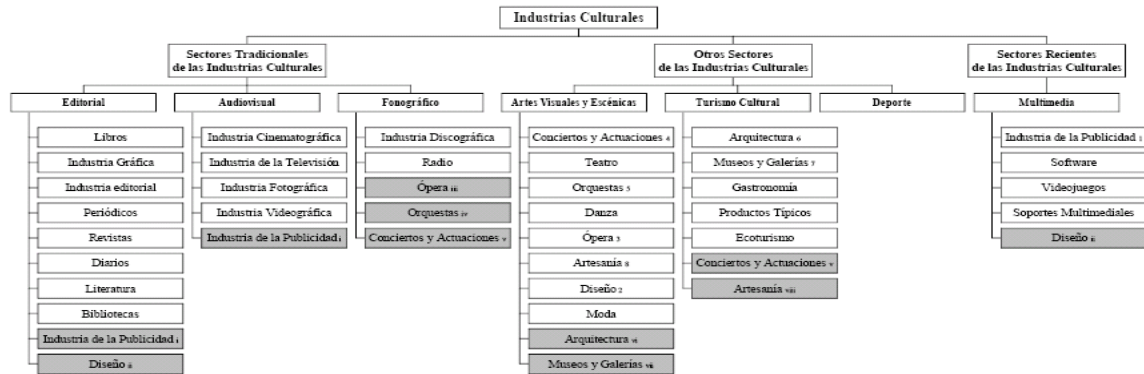 Industrias Culturales
Sectores Tradicionales
de las Industrias Culturales
Otros Sectores
de las Industrias Culturales
Sectores Recientes
de las Industrias Culturales
Editorial
Audiovisual
Fonográfico
Artes Visuales y Escénicas
Turismo Cultural
Deporte
Multimedia
Libros
Industria Gráfica
Industria editorial
Periódicos
Revistas
Diarios
Literatura
Bibliotecas
Industria de la Publicidad i
Diseño ii
Industria Cinematográfica
Industria de la Televisión
Industria Fotográfica
Industria Videográfica
Industria de la Publicidad i
Industria Discográfica
Radio
Ópera iii
Orquestas iv
Conciertos y Actuaciones v
Conciertos y Actuaciones 4
Teatro
Orquestas 5
Danza
Ópera 3
Artesanía 8
Diseño 2
Moda
Arquitectura vi
Museos y Galerías vii
Arquitectura 6
Museos y Galerías 7
Gastronomía
Productos Típicos
Ecoturismo
Conciertos y Actuaciones v
Artesanía viii
Industria de la Publicidad 1
Software
Videojuegos
Soportes Multimediales
Diseño ii